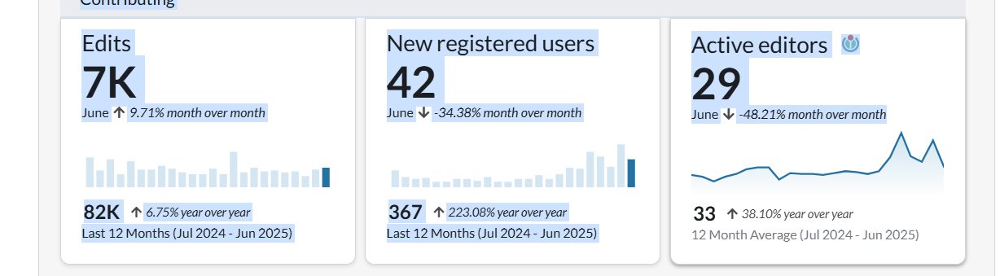 Contributing
Edits
7K
June ↑ 9.71% month over month
82K ↑ 6.75% year over year
Last 12 Months (Jul 2024 - Jun 2025)
New registered users
42
June ↓ -34.38% month over month
367 ↑ 223.08% year over year
Last 12 Months (Jul 2024 - Jun 2025)
Active editors
29
June ↓ -48.21% month over month
33 ↑ 38.10% year over year
12 Month Average (Jul 2024 - Jun 2025)